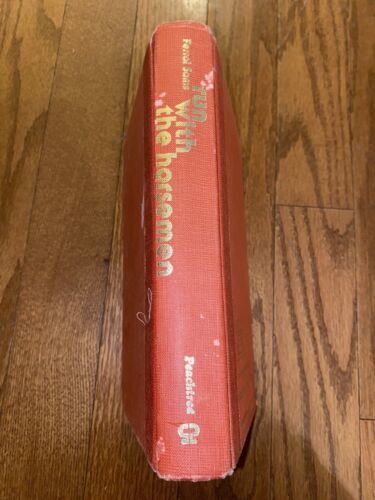 Ferrol Sams
run
with
the horsemen
Peachtree